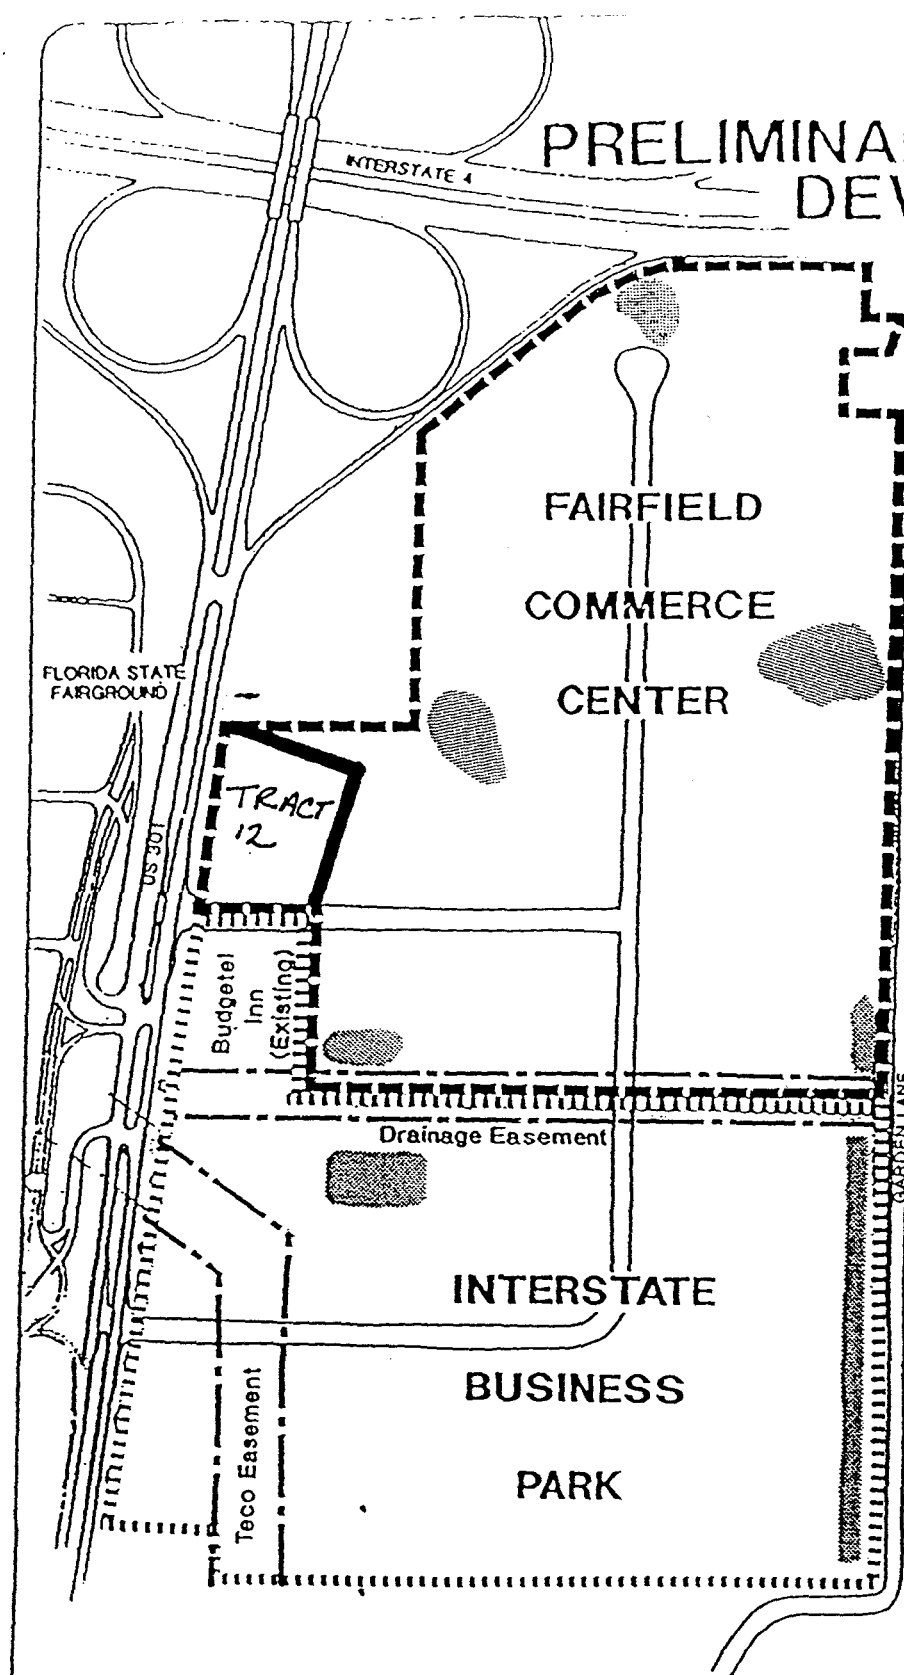 INTERSTATE 4
PRELIMINA
DEV
FAIRFIELD
COMMERCE
CENTER
FLORIDA STATE
FAIRGROUND
TRACT
12
US 301
Budgetel
Inn
(Existing)
GARDEN LANE
Drainage Easement
INTERSTATE
BUSINESS
PARK
Teco Easement